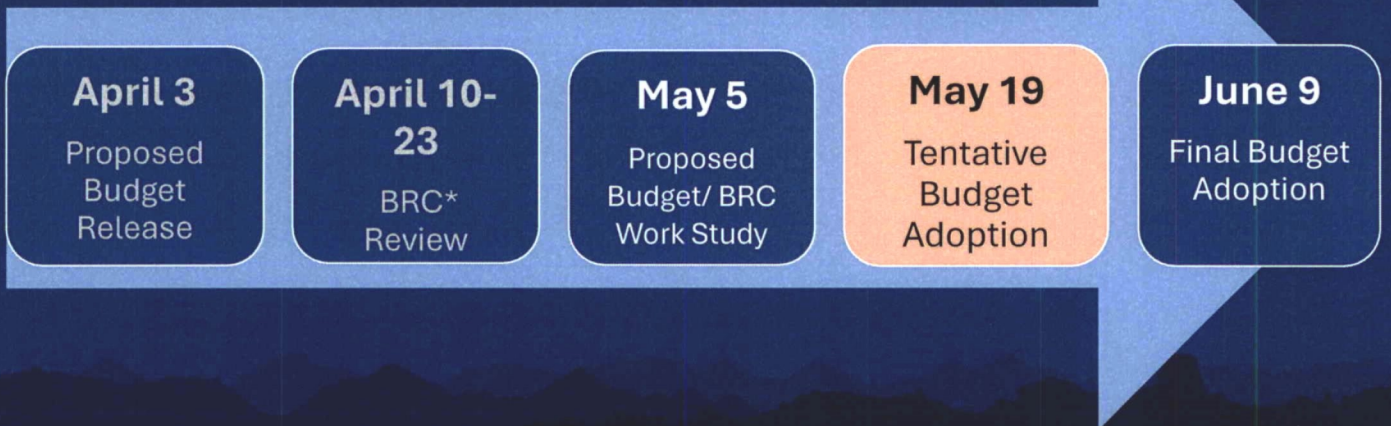 April 3
Proposed
Budget
Release
April 10-
23
BRC*
Review
May 5
Proposed
Budget/ BRC
Work Study
May 19
Tentative
Budget
Adoption
June 9
Final Budget
Adoption